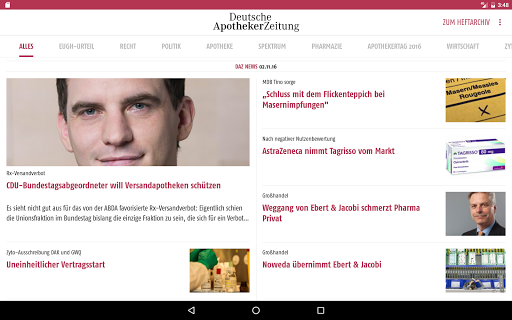 3:48
Deutsche
ApothekerZeitung
ZUM HEFTARCHIV
ALLES EUGH-URTEIL RECHT POLITIK APOTHEKE SPEKTRUM PHARMAZIE APOTHEKERTAG 2016 WIRTSCHAFT ZYT
DAZ NEWS 02.11.16
Rx-Versandverbot
CDU-Bundestagsabgeordneter will Versandapotheken schützen
Es sieht nicht gut aus für das von der ABDA favorisierte Rx-Versandverbot: Eigentlich schien
die Unionsfraktion im Bundestag bislang die einzige Fraktion zu sein, die sich für ein Verbot...
Zyto-Ausschreibung DAK und GWQ
Uneinheitlicher Vertragsstart
MDB Tino sorge
„Schluss mit dem Flickenteppich bei
Masernimpfungen“
Masern/Measles
Rougeole
Nach negativer Nutzenbewertung
AstraZeneca nimmt Tagrisso vom Markt
TAGRISSO 80 mg
Großhandel
Weggang von Ebert & Jacobi schmerzt Pharma
Privat
Großhandel
Noweda übernimmt Ebert & Jacobi